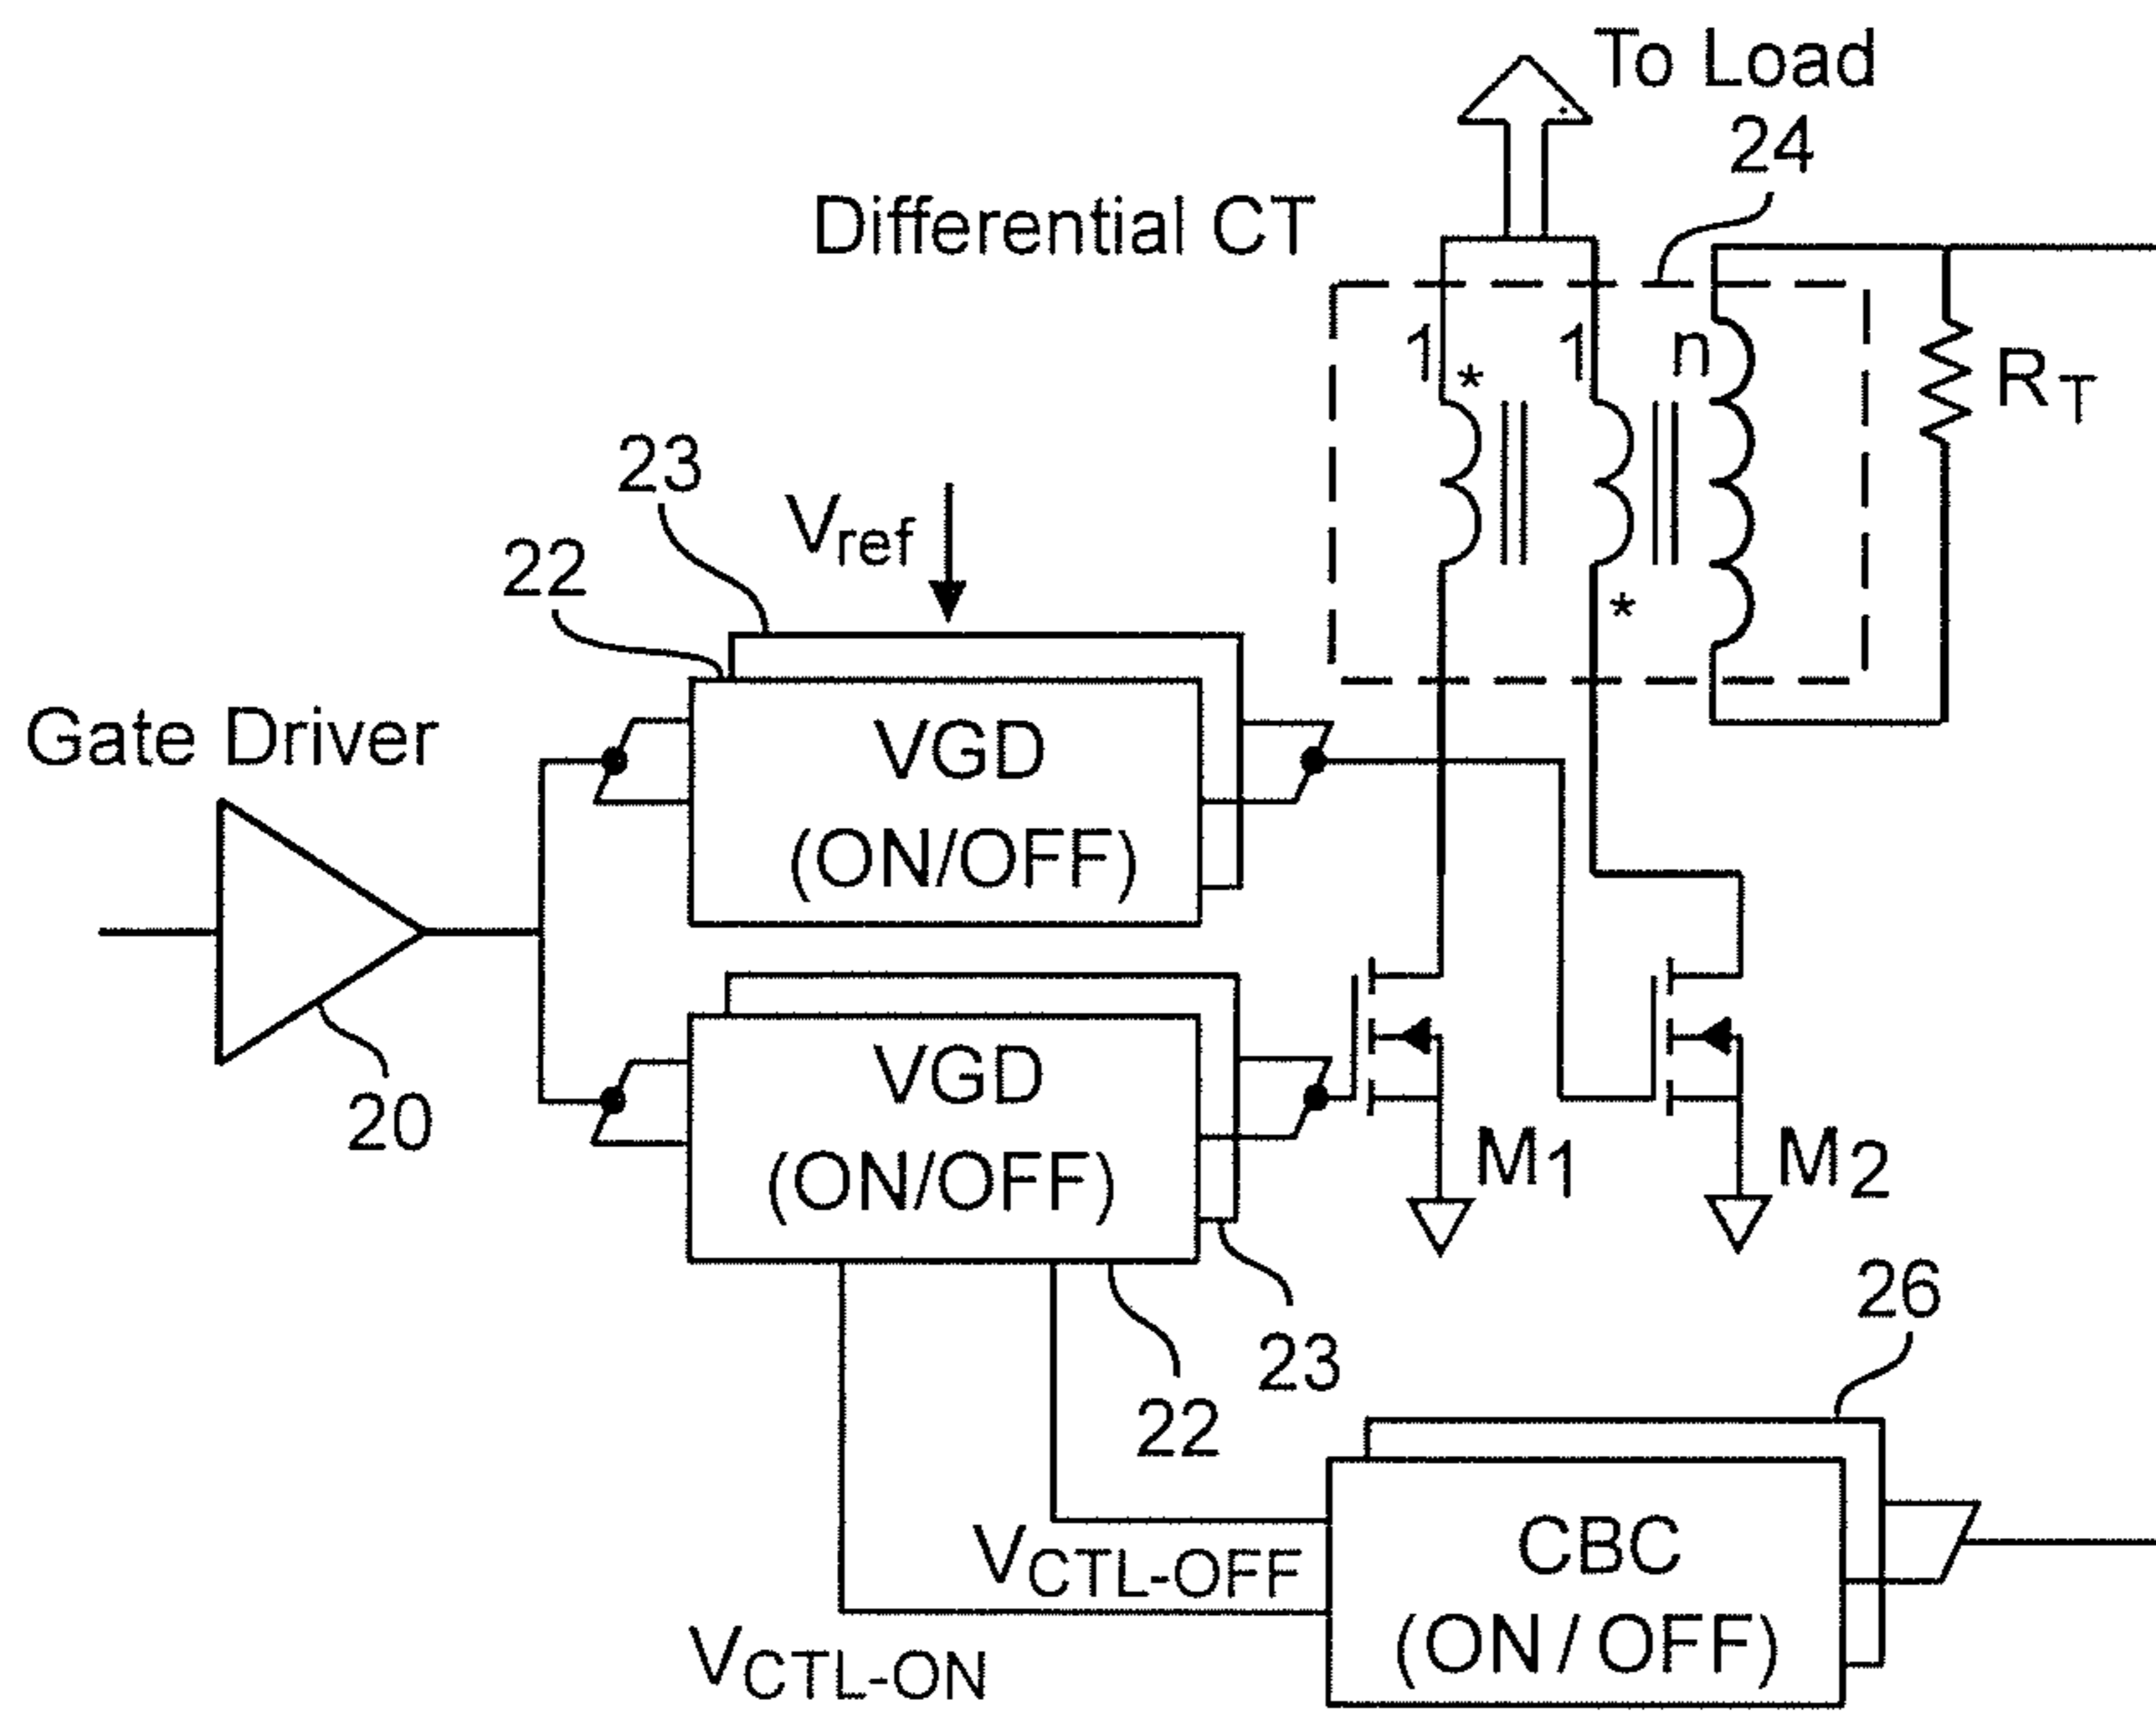 To Load
24
Differential CT
1
*
1
n
R_T
23
V_ref
22
*
Gate Driver
VGD
(ON/OFF)
20
VGD
(ON/OFF)
M1
M2
23
22
26
V_CTL-OFF
V_CTL-ON
CBC
(ON/OFF)